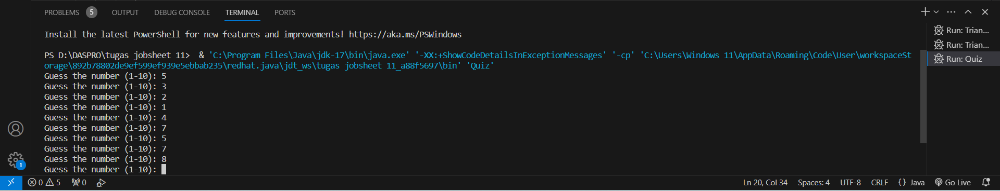 PROBLEMS 5 OUTPUT DEBUG CONSOLE TERMINAL PORTS
Install the latest PowerShell for new features and improvements! https://aka.ms/PSWindows
PS D:\DASPRO\tugas jobsheet 11>  & 'C:\Program Files\Java\jdk-17\bin\java.exe' '-XX:+ShowCodeDetailsInExceptionMessages' '-cp' 'C:\Users\Windows 11\AppData\Roaming\Code\User\workspaceSt
orage\892b78802de9ef599ef939e5ebbab235\redhat.java\jdt_ws\tugas jobsheet 11_a88f5697\bin' 'Quiz'
Guess the number (1-10): 5
Guess the number (1-10): 3
Guess the number (1-10): 2
Guess the number (1-10): 1
Guess the number (1-10): 4
Guess the number (1-10): 7
Guess the number (1-10): 5
Guess the number (1-10): 7
Guess the number (1-10): 8
Guess the number (1-10):
Run: Trian...
Run: Trian...
Run: Quiz
1
0 5 0 Ln 20, Col 34 Spaces: 4 UTF-8 CRLF {} Java Go Live